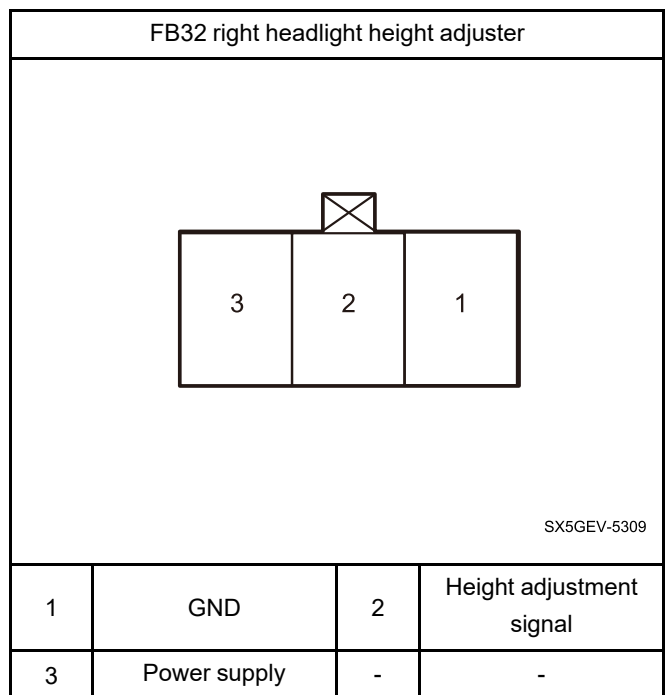 FB32 right headlight height adjuster
3 2 1
SX5GEV-5309
1 GND 2 Height adjustment
signal
3 Power supply - -